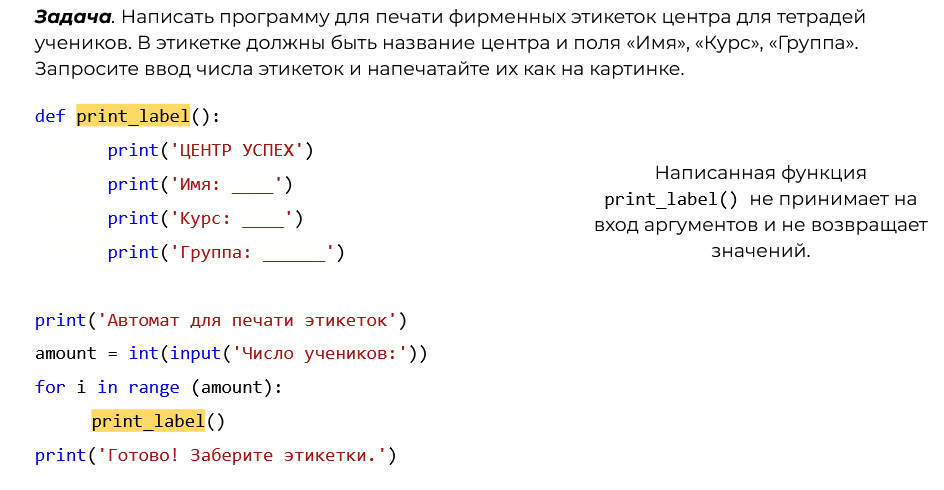 Задача. Написать программу для печати фирменных этикеток центра для тетрадей
учеников. В этикетке должны быть название центра и поля «Имя», «Курс», «Группа».
Запросите ввод числа этикеток и напечатайте их как на картинке.
def print_label():
print('ЦЕНТР УСПЕХ')
print('Имя: ____')
print('Курс: ____')
print('Группа: ______')
Написанная функция
print_label() не принимает на
вход аргументов и не возвращает
значений.
print('Автомат для печати этикеток')
amount = int(input('Число учеников:'))
for i in range (amount):
print_label()
print('Готово! Заберите этикетки.')